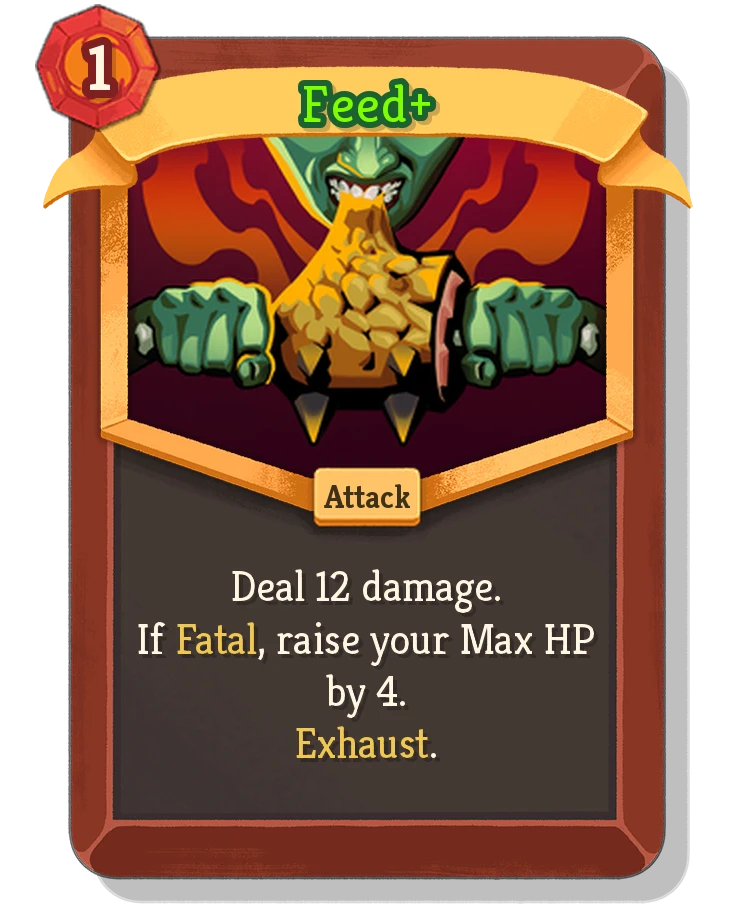 1
Feed+
Attack
Deal 12 damage.
If Fatal, raise your Max HP
by 4.
Exhaust.